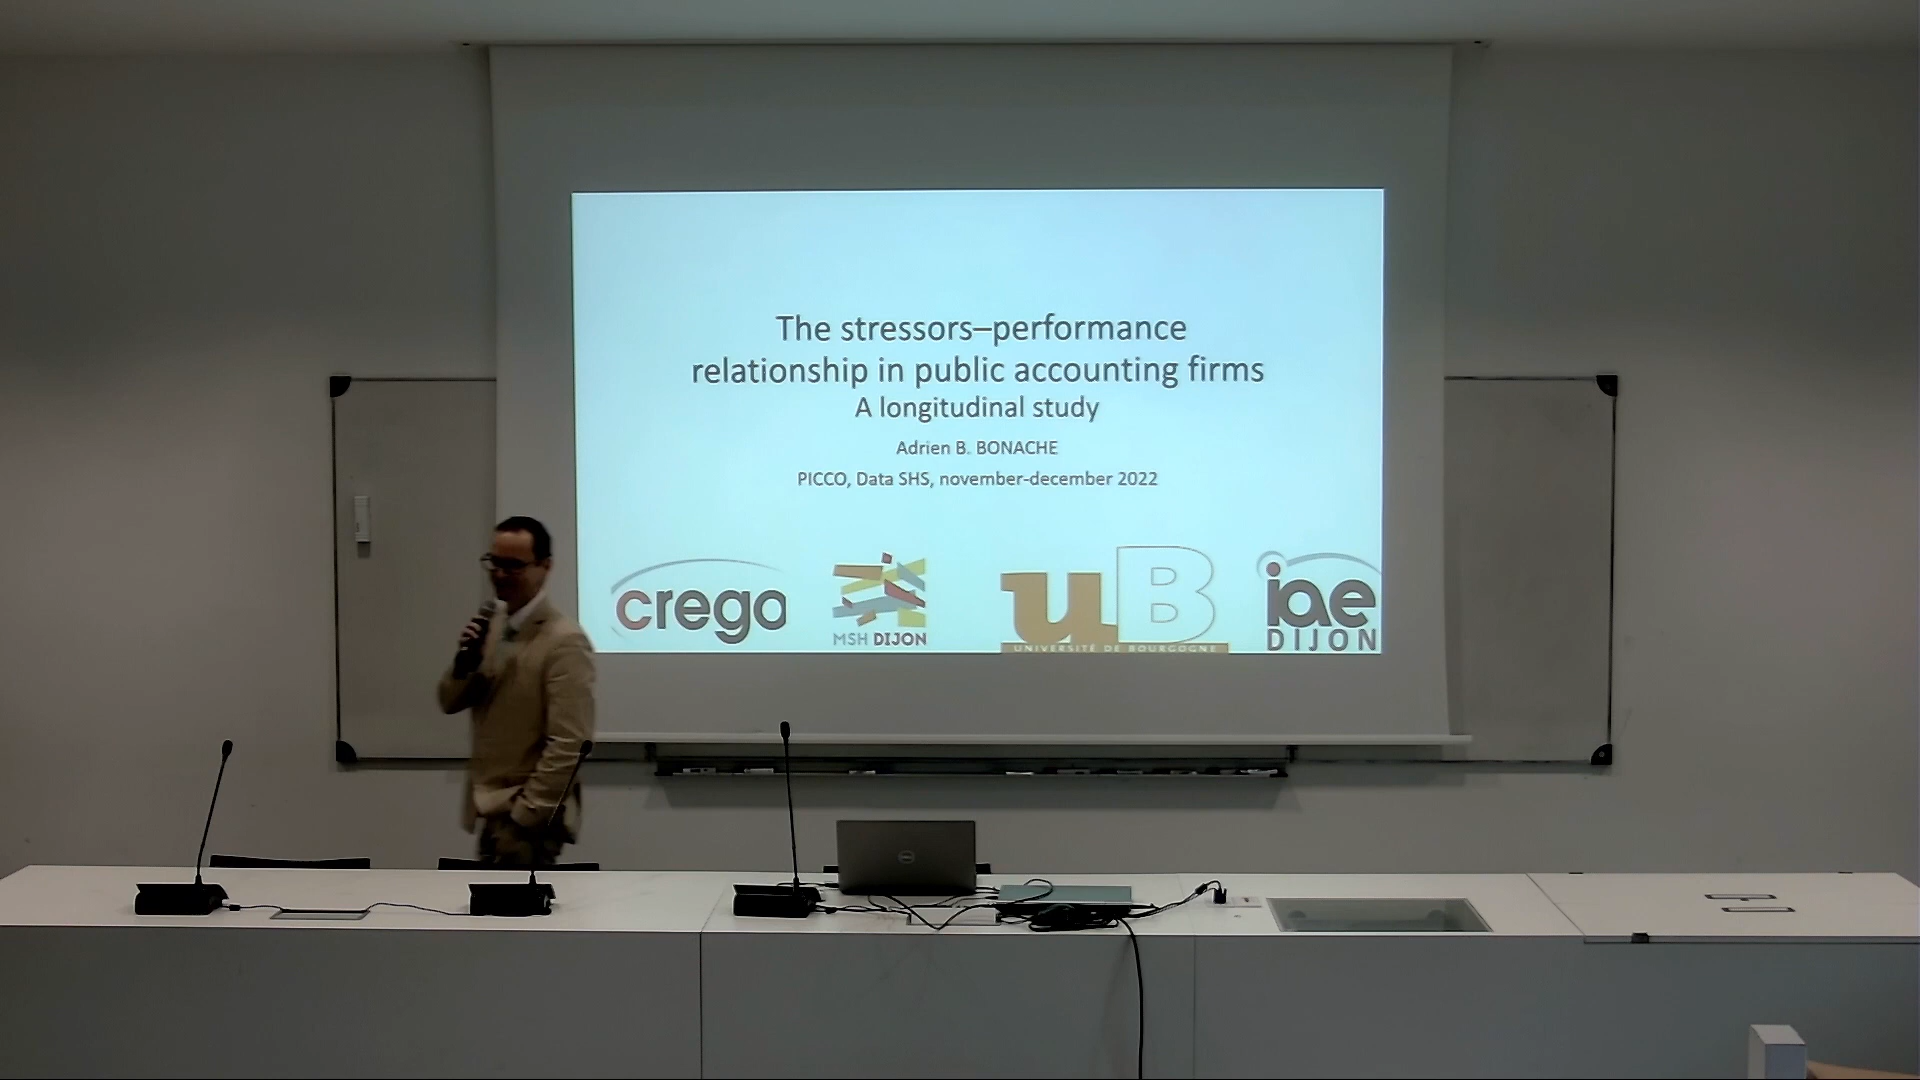 The stressors–performance
relationship in public accounting firms
A longitudinal study
Adrien B. BONACHE
PICCO, Data SHS, november-december 2022
crego
MSH DIJON
uB
UNIVERSITÉ DE BOURGOGNE
iae
DIJON
DELL